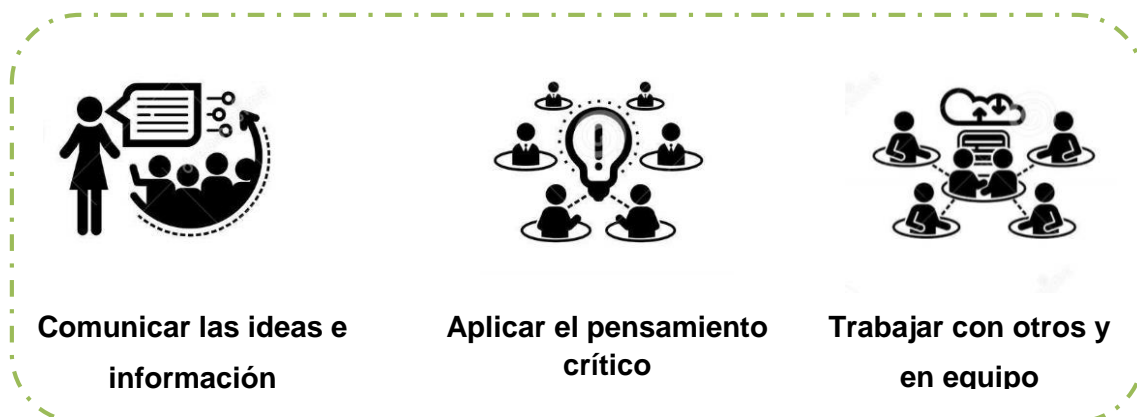 Comunicar las ideas e
información
Aplicar el pensamiento
crítico
Trabajar con otros y
en equipo